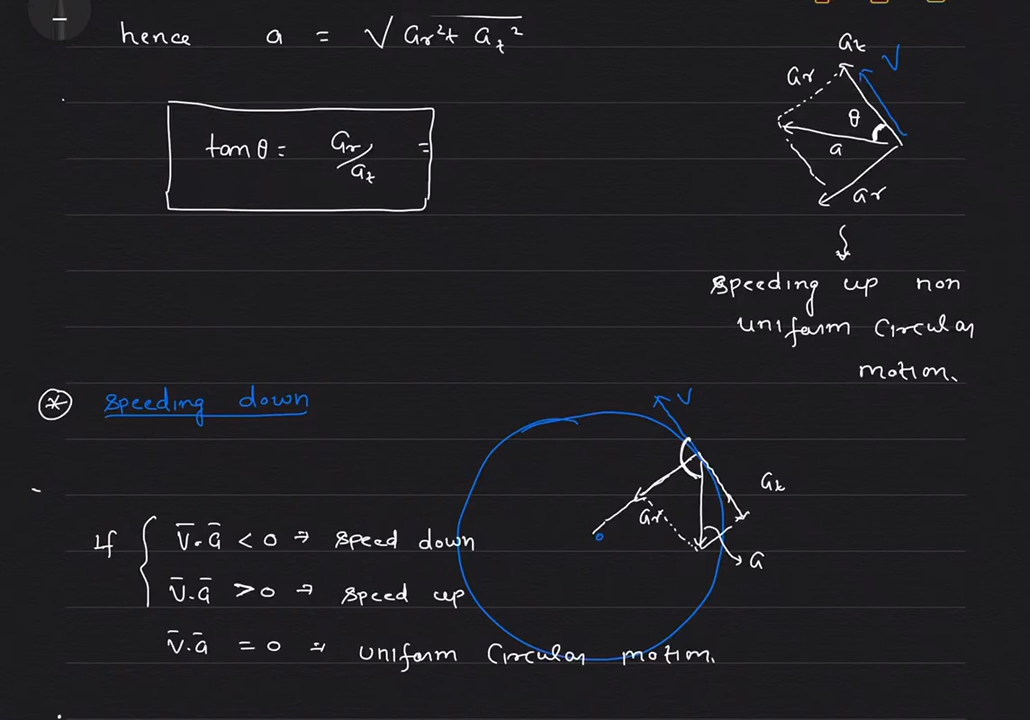 hence a = √ar²+ at²
at
V
ar
θ
tanθ = ar/at =
a
ar
speeding up non
uniform circular
motion.
* speeding down
V
at
ar
If { v̄.ā < 0 → speed down
a
v̄.ā > 0 → speed up
v̄.ā = 0 → uniform circular motion.